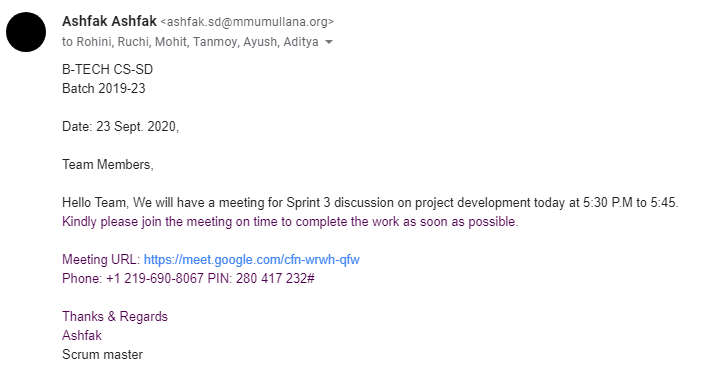 Ashfak Ashfak <ashfak.sd@mmumullana.org>
to Rohini, Ruchi, Mohit, Tanmoy, Ayush, Aditya
B-TECH CS-SD
Batch 2019-23
Date: 23 Sept. 2020,
Team Members,
Hello Team, We will have a meeting for Sprint 3 discussion on project development today at 5:30 P.M to 5:45.
Kindly please join the meeting on time to complete the work as soon as possible.
Meeting URL: https://meet.google.com/cfn-wrwh-qfw
Phone: +1 219-690-8067 PIN: 280 417 232#
Thanks & Regards
Ashfak
Scrum master